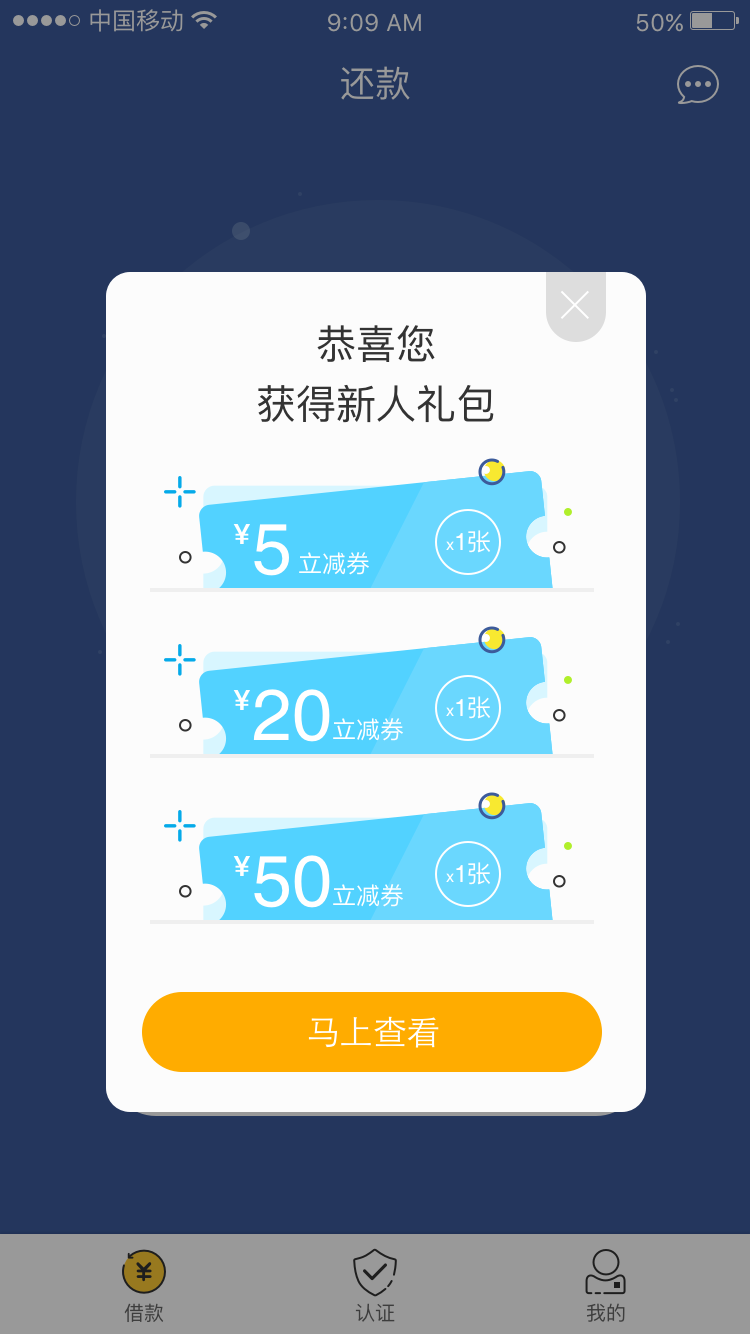 中国移动 9:09 AM 50%
还款
恭喜您
获得新人礼包
¥5 立减券 x1张
¥20 立减券 x1张
¥50 立减券 x1张
马上查看
借款 认证 我的